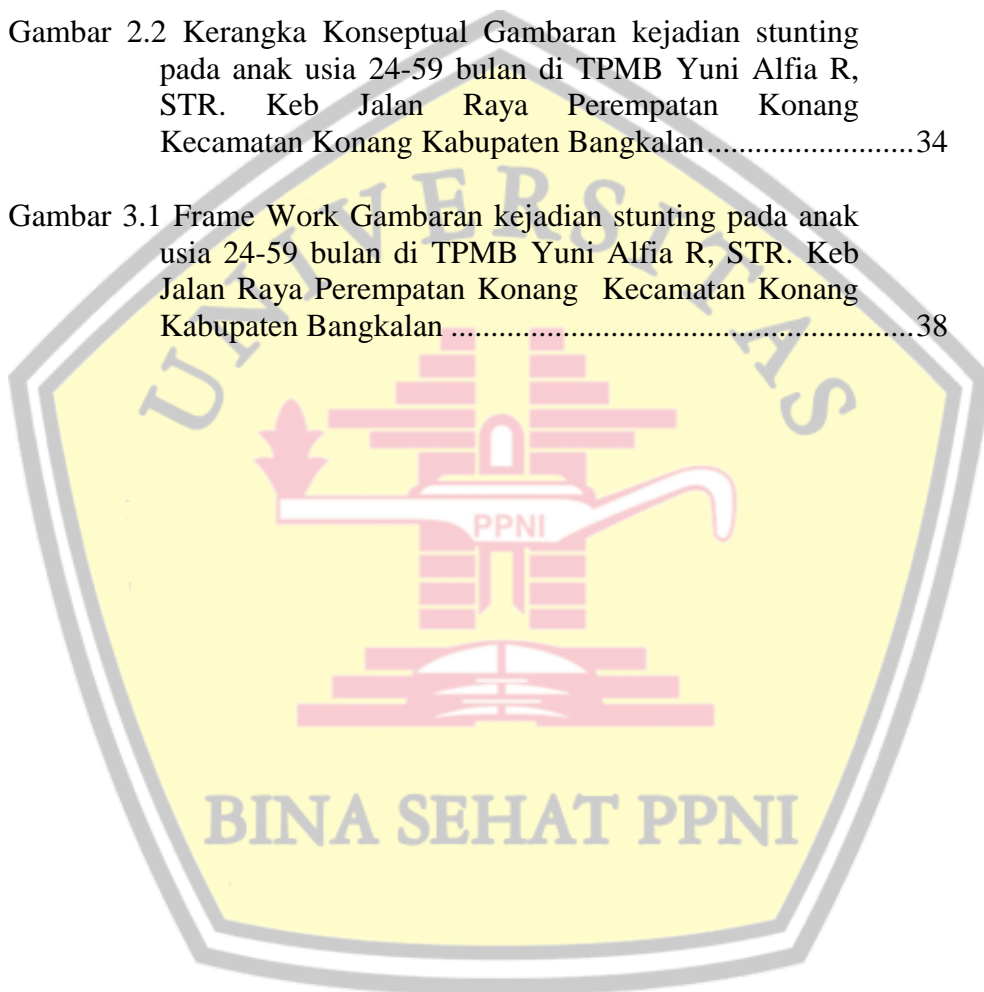 Gambar 2.2 Kerangka Konseptual Gambaran kejadian stunting
pada anak usia 24-59 bulan di TPMB Yuni Alfia R,
STR. Keb Jalan Raya Perempatan Konang
Kecamatan Konang Kabupaten Bangkalan..........................34
Gambar 3.1 Frame Work Gambaran kejadian stunting pada anak
usia 24-59 bulan di TPMB Yuni Alfia R, STR. Keb
Jalan Raya Perempatan Konang Kecamatan Konang
Kabupaten Bangkalan ..........................................................38
UNIVERSITAS
PPNI
BINA SEHAT PPNI